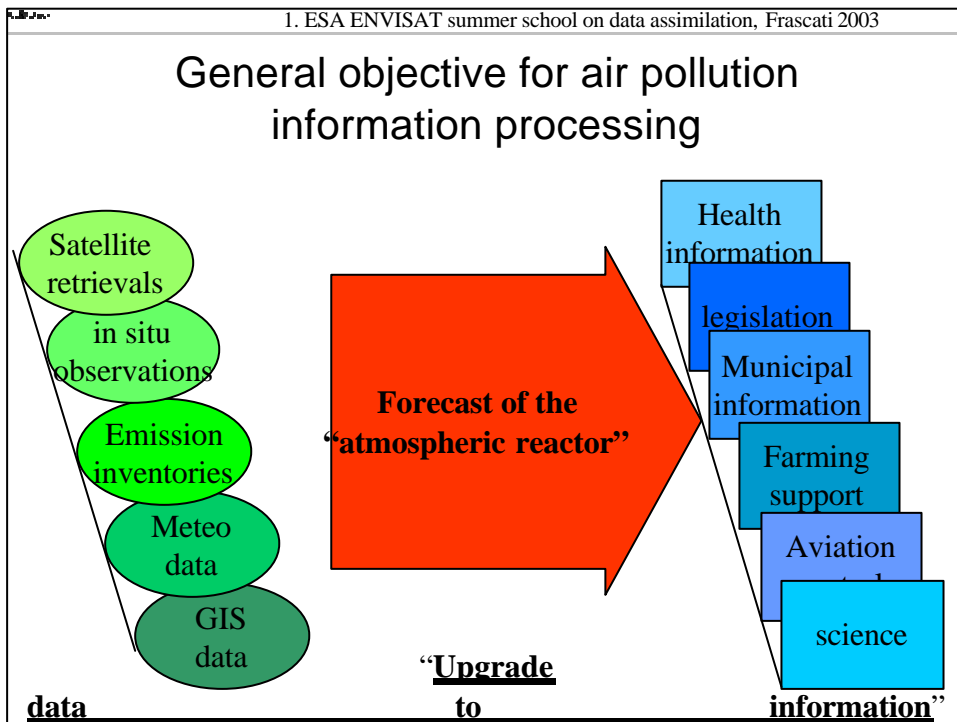 1. ESA ENVISAT summer school on data assimilation, Frascati 2003
General objective for air pollution
information processing
Satellite
retrievals
in situ
observations
Emission
inventories
Meteo
data
GIS
data
Forecast of the
“atmospheric reactor”
Health
information
legislation
Municipal
information
Farming
support
Aviation
science
“Upgrade
data to information”